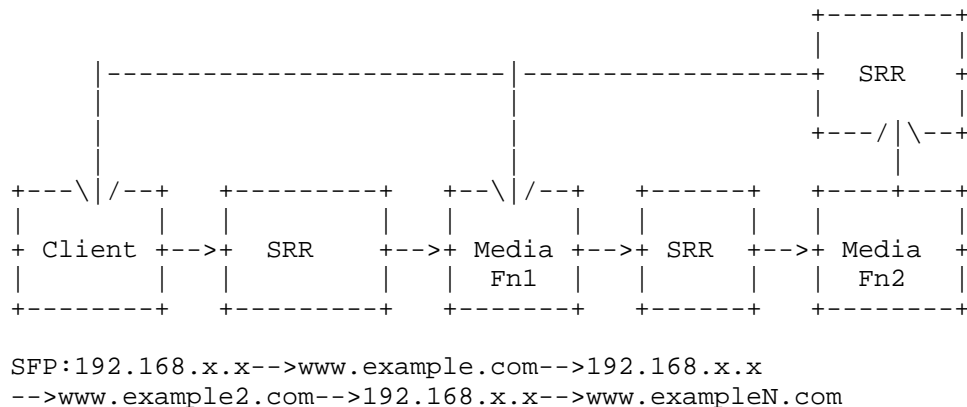 SRR
Client SRR Media Fn1 SRR Media Fn2
SFP:192.168.x.x-->www.example.com-->192.168.x.x
-->www.example2.com-->192.168.x.x-->www.exampleN.com